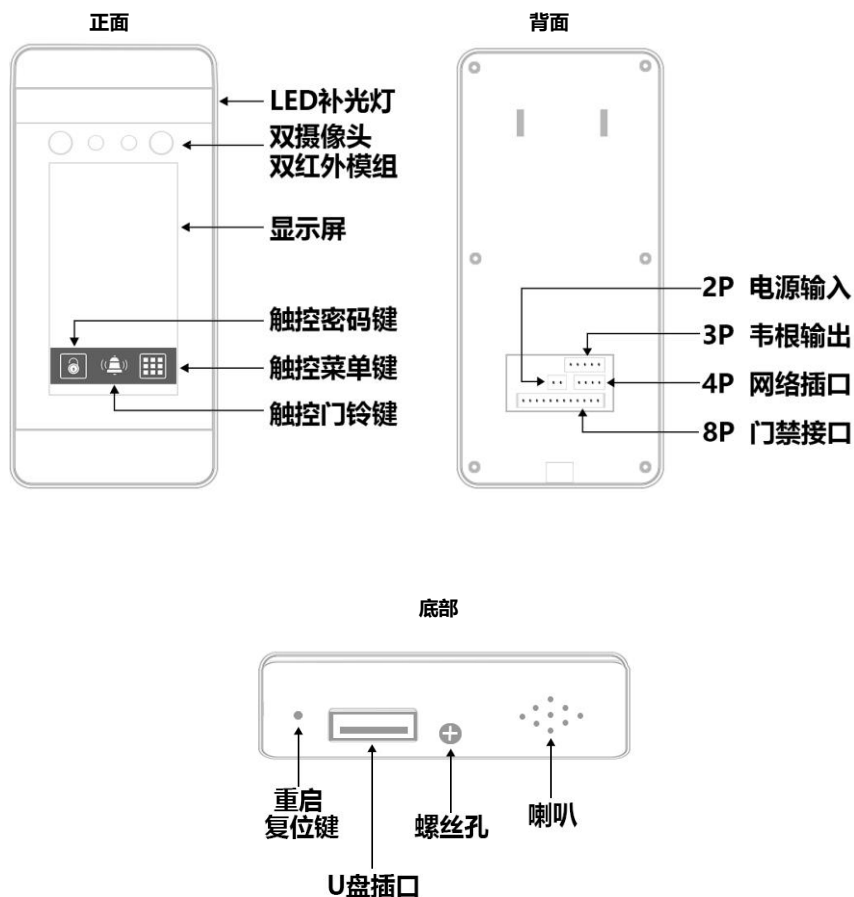 正面
背面
LED补光灯
双摄像头
双红外模组
显示屏
触控密码键
触控菜单键
触控门铃键
2P 电源输入
3P 韦根输出
4P 网络插口
8P 门禁接口
底部
重启
复位键
U盘插口
螺丝孔
喇叭